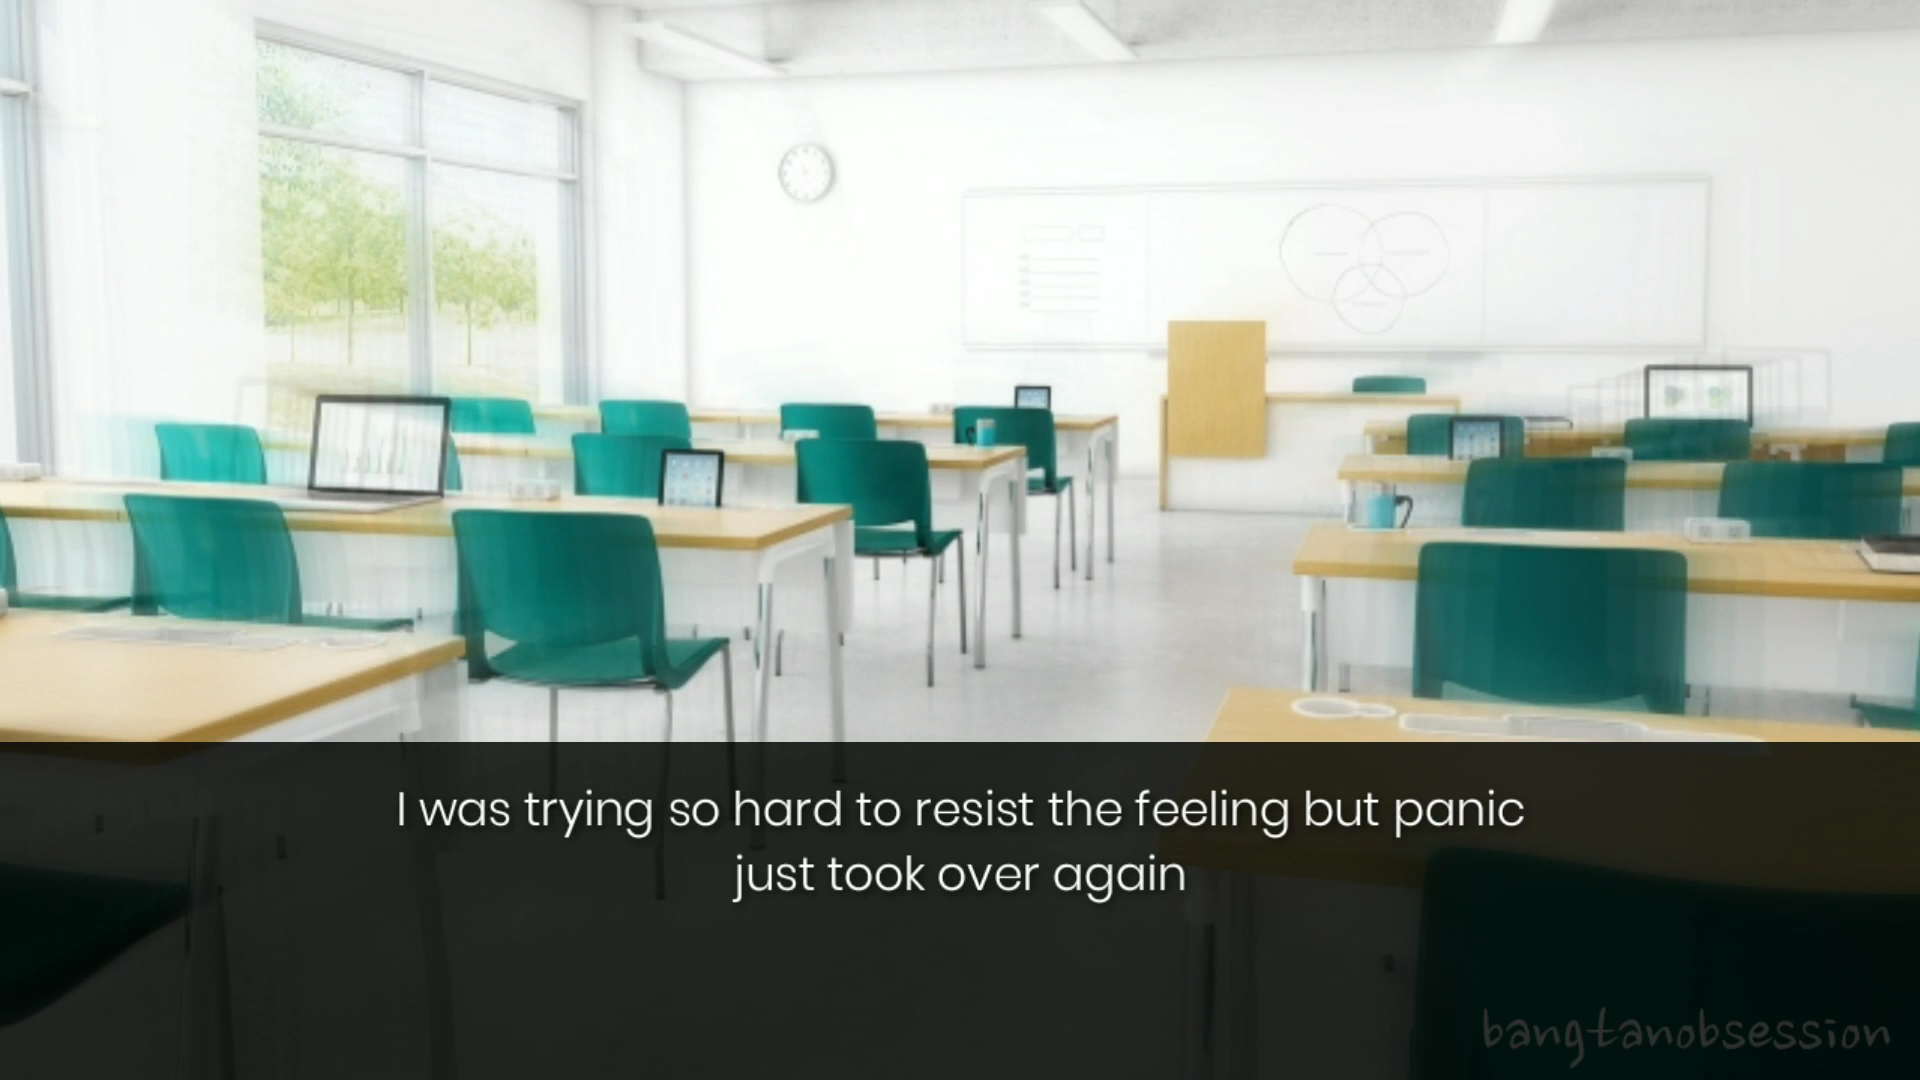 I was trying so hard to resist the feeling but panic
just took over again
bangtanobsession